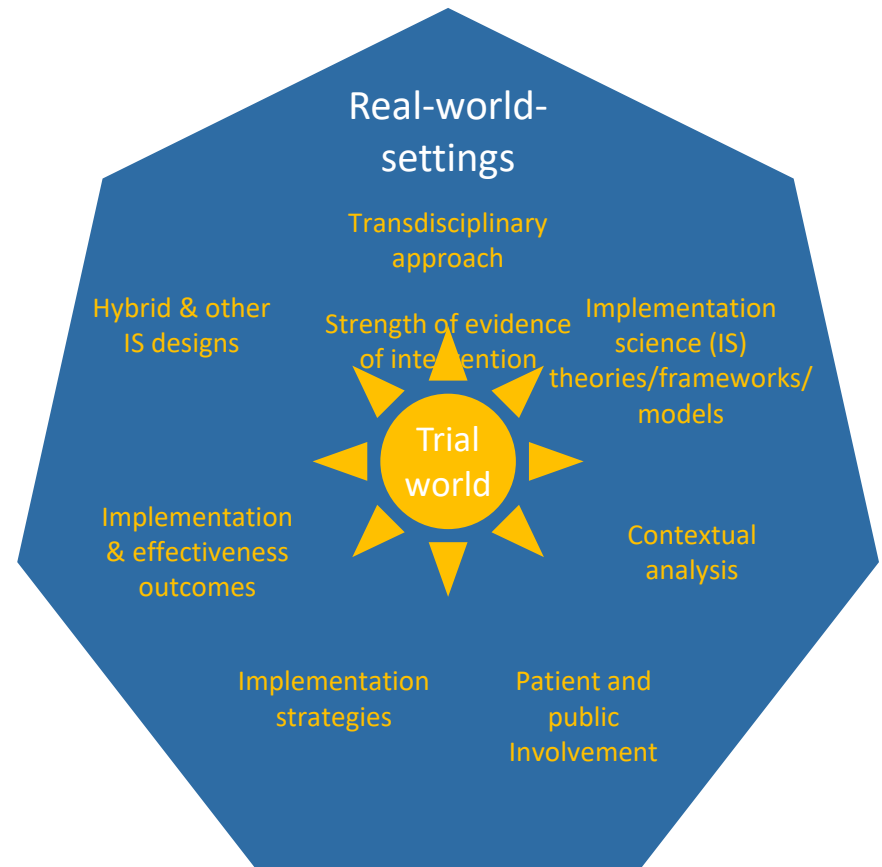 Real-world-
settings
Transdisciplinary
approach
Hybrid & other
IS designs
Strength of evidence
of intervention
Implementation
science (IS)
theories/frameworks/
models
Trial
world
Implementation
& effectiveness
outcomes
Contextual
analysis
Implementation
strategies
Patient and
public
Involvement